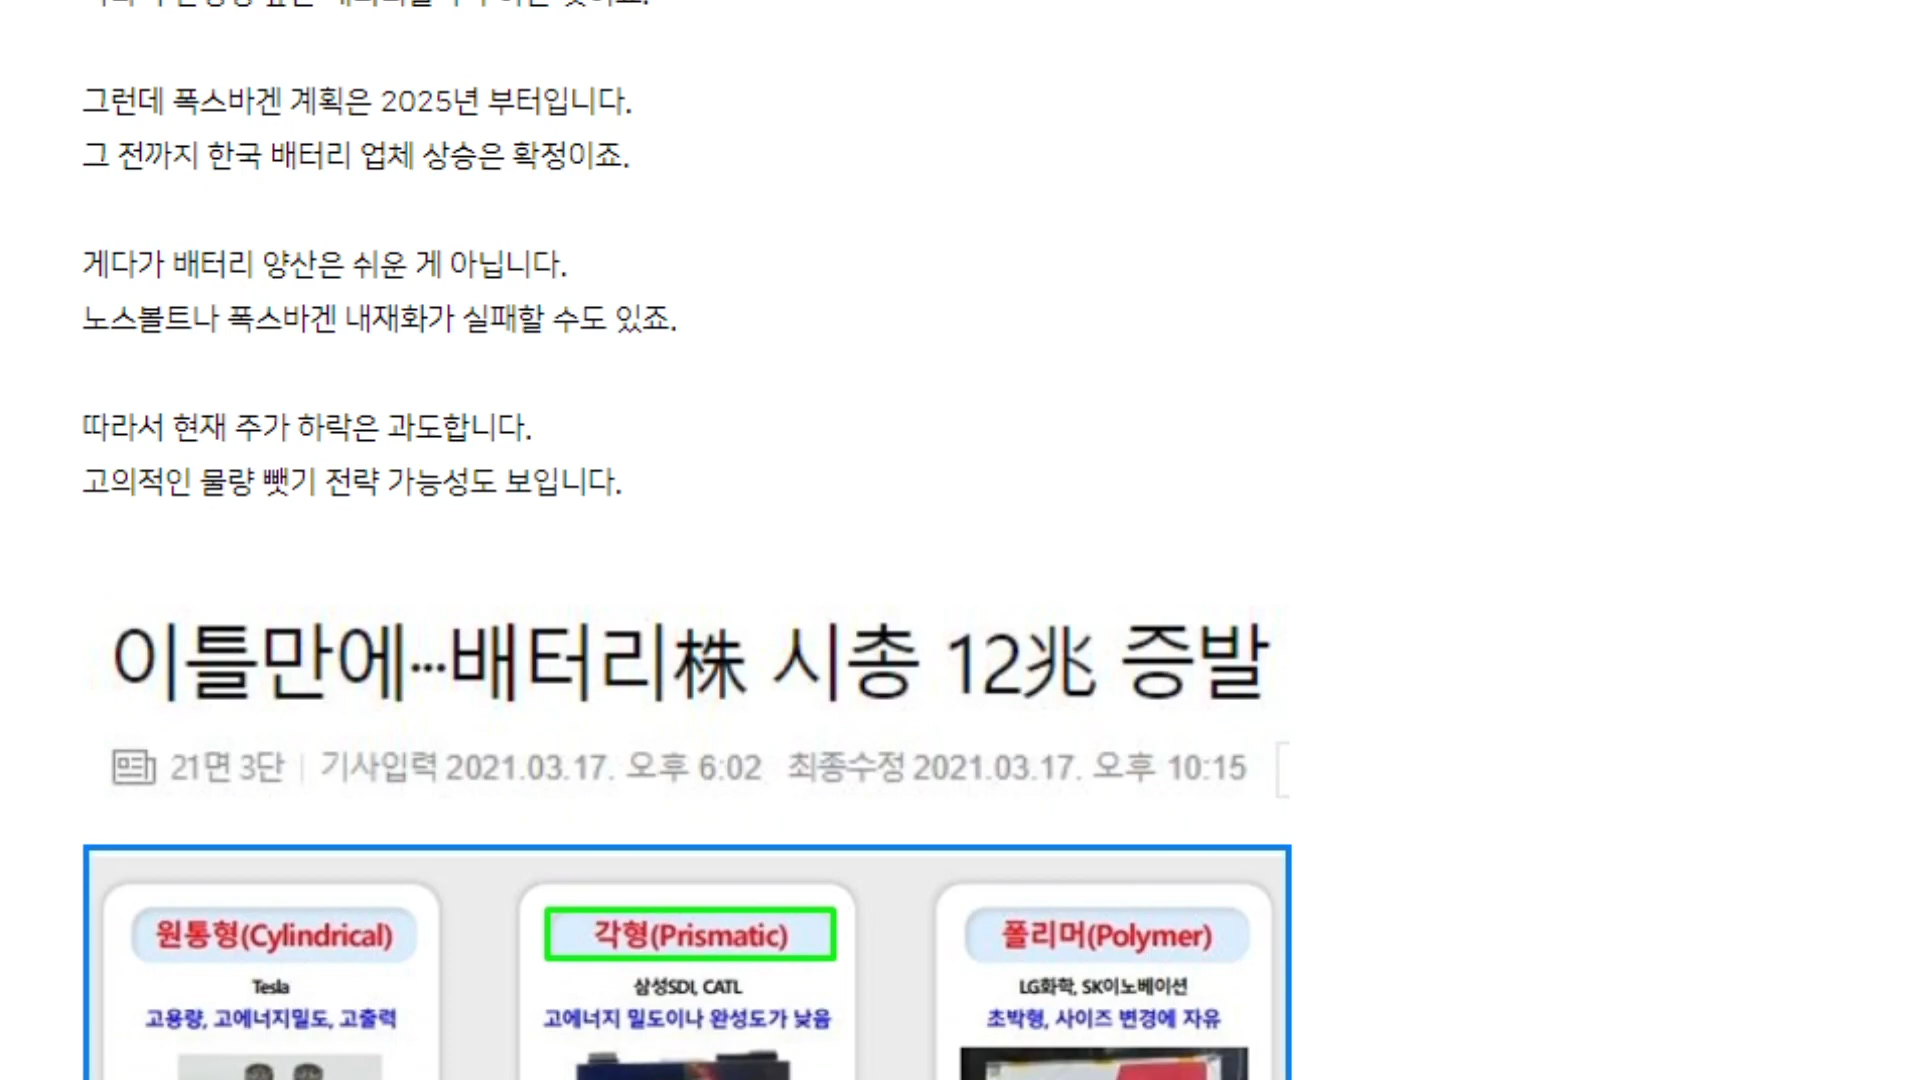 그런데 폭스바겐 계획은 2025년 부터입니다.
그 전까지 한국 배터리 업체 상승은 확정이죠.
게다가 배터리 양산은 쉬운 게 아닙니다.
노스볼트나 폭스바겐 내재화가 실패할 수도 있죠.
따라서 현재 주가 하락은 과도합니다.
고의적인 물량 뺏기 전략 가능성도 보입니다.
이틀만에…배터리株 시총 12兆 증발
21면 3단 기사입력 2021.03.17. 오후 6:02 최종수정 2021.03.17. 오후 10:15
원통형(Cylindrical)
Tesla
고용량, 고에너지밀도, 고출력
각형(Prismatic)
삼성SDI, CATL
고에너지 밀도이나 완성도가 낮음
폴리머(Polymer)
LG화학, SK이노베이션
초박형, 사이즈 변경에 자유